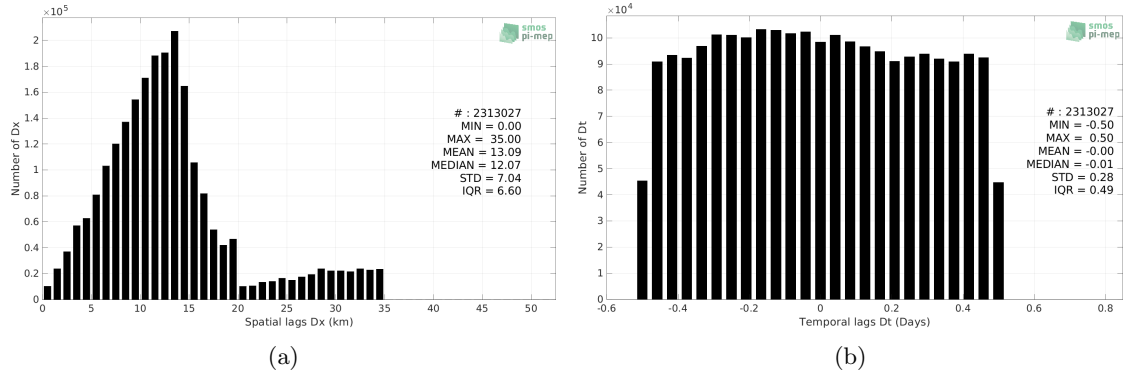 ×10⁵
smos
pi-mep
2
1.8
1.6
1.4
1.2
1
0.8
0.6
0.4
0.2
0
Number of Dx
# : 2313027
MIN = 0.00
MAX = 35.00
MEAN = 13.09
MEDIAN = 12.07
STD = 7.04
IQR = 6.60
0 5 10 15 20 25 30 35 40 45 50
Spatial lags Dx (km)
(a)
×10⁴
smos
pi-mep
10
9
8
7
6
5
4
3
2
1
0
Number of Dt
# : 2313027
MIN = -0.50
MAX = 0.50
MEAN = -0.00
MEDIAN = -0.01
STD = 0.28
IQR = 0.49
-0.6 -0.4 -0.2 0 0.2 0.4 0.6 0.8
Temporal lags Dt (Days)
(b)